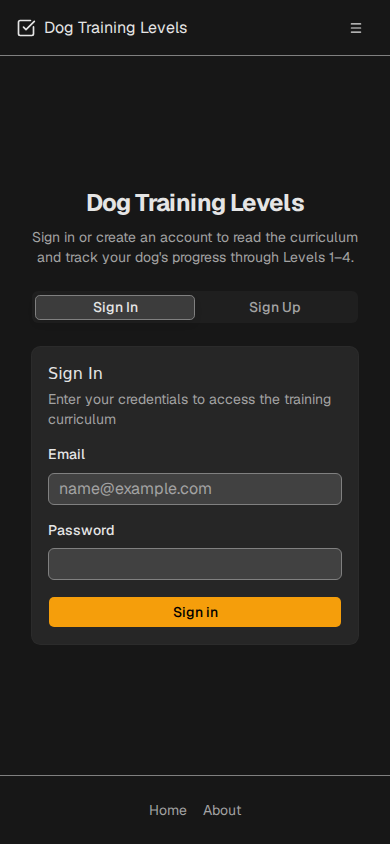 Dog Training Levels
Dog Training Levels
Sign in or create an account to read the curriculum
and track your dog's progress through Levels 1–4.
Sign In
Sign Up
Sign In
Enter your credentials to access the training
curriculum
Email
name@example.com
Password
Sign in
Home About